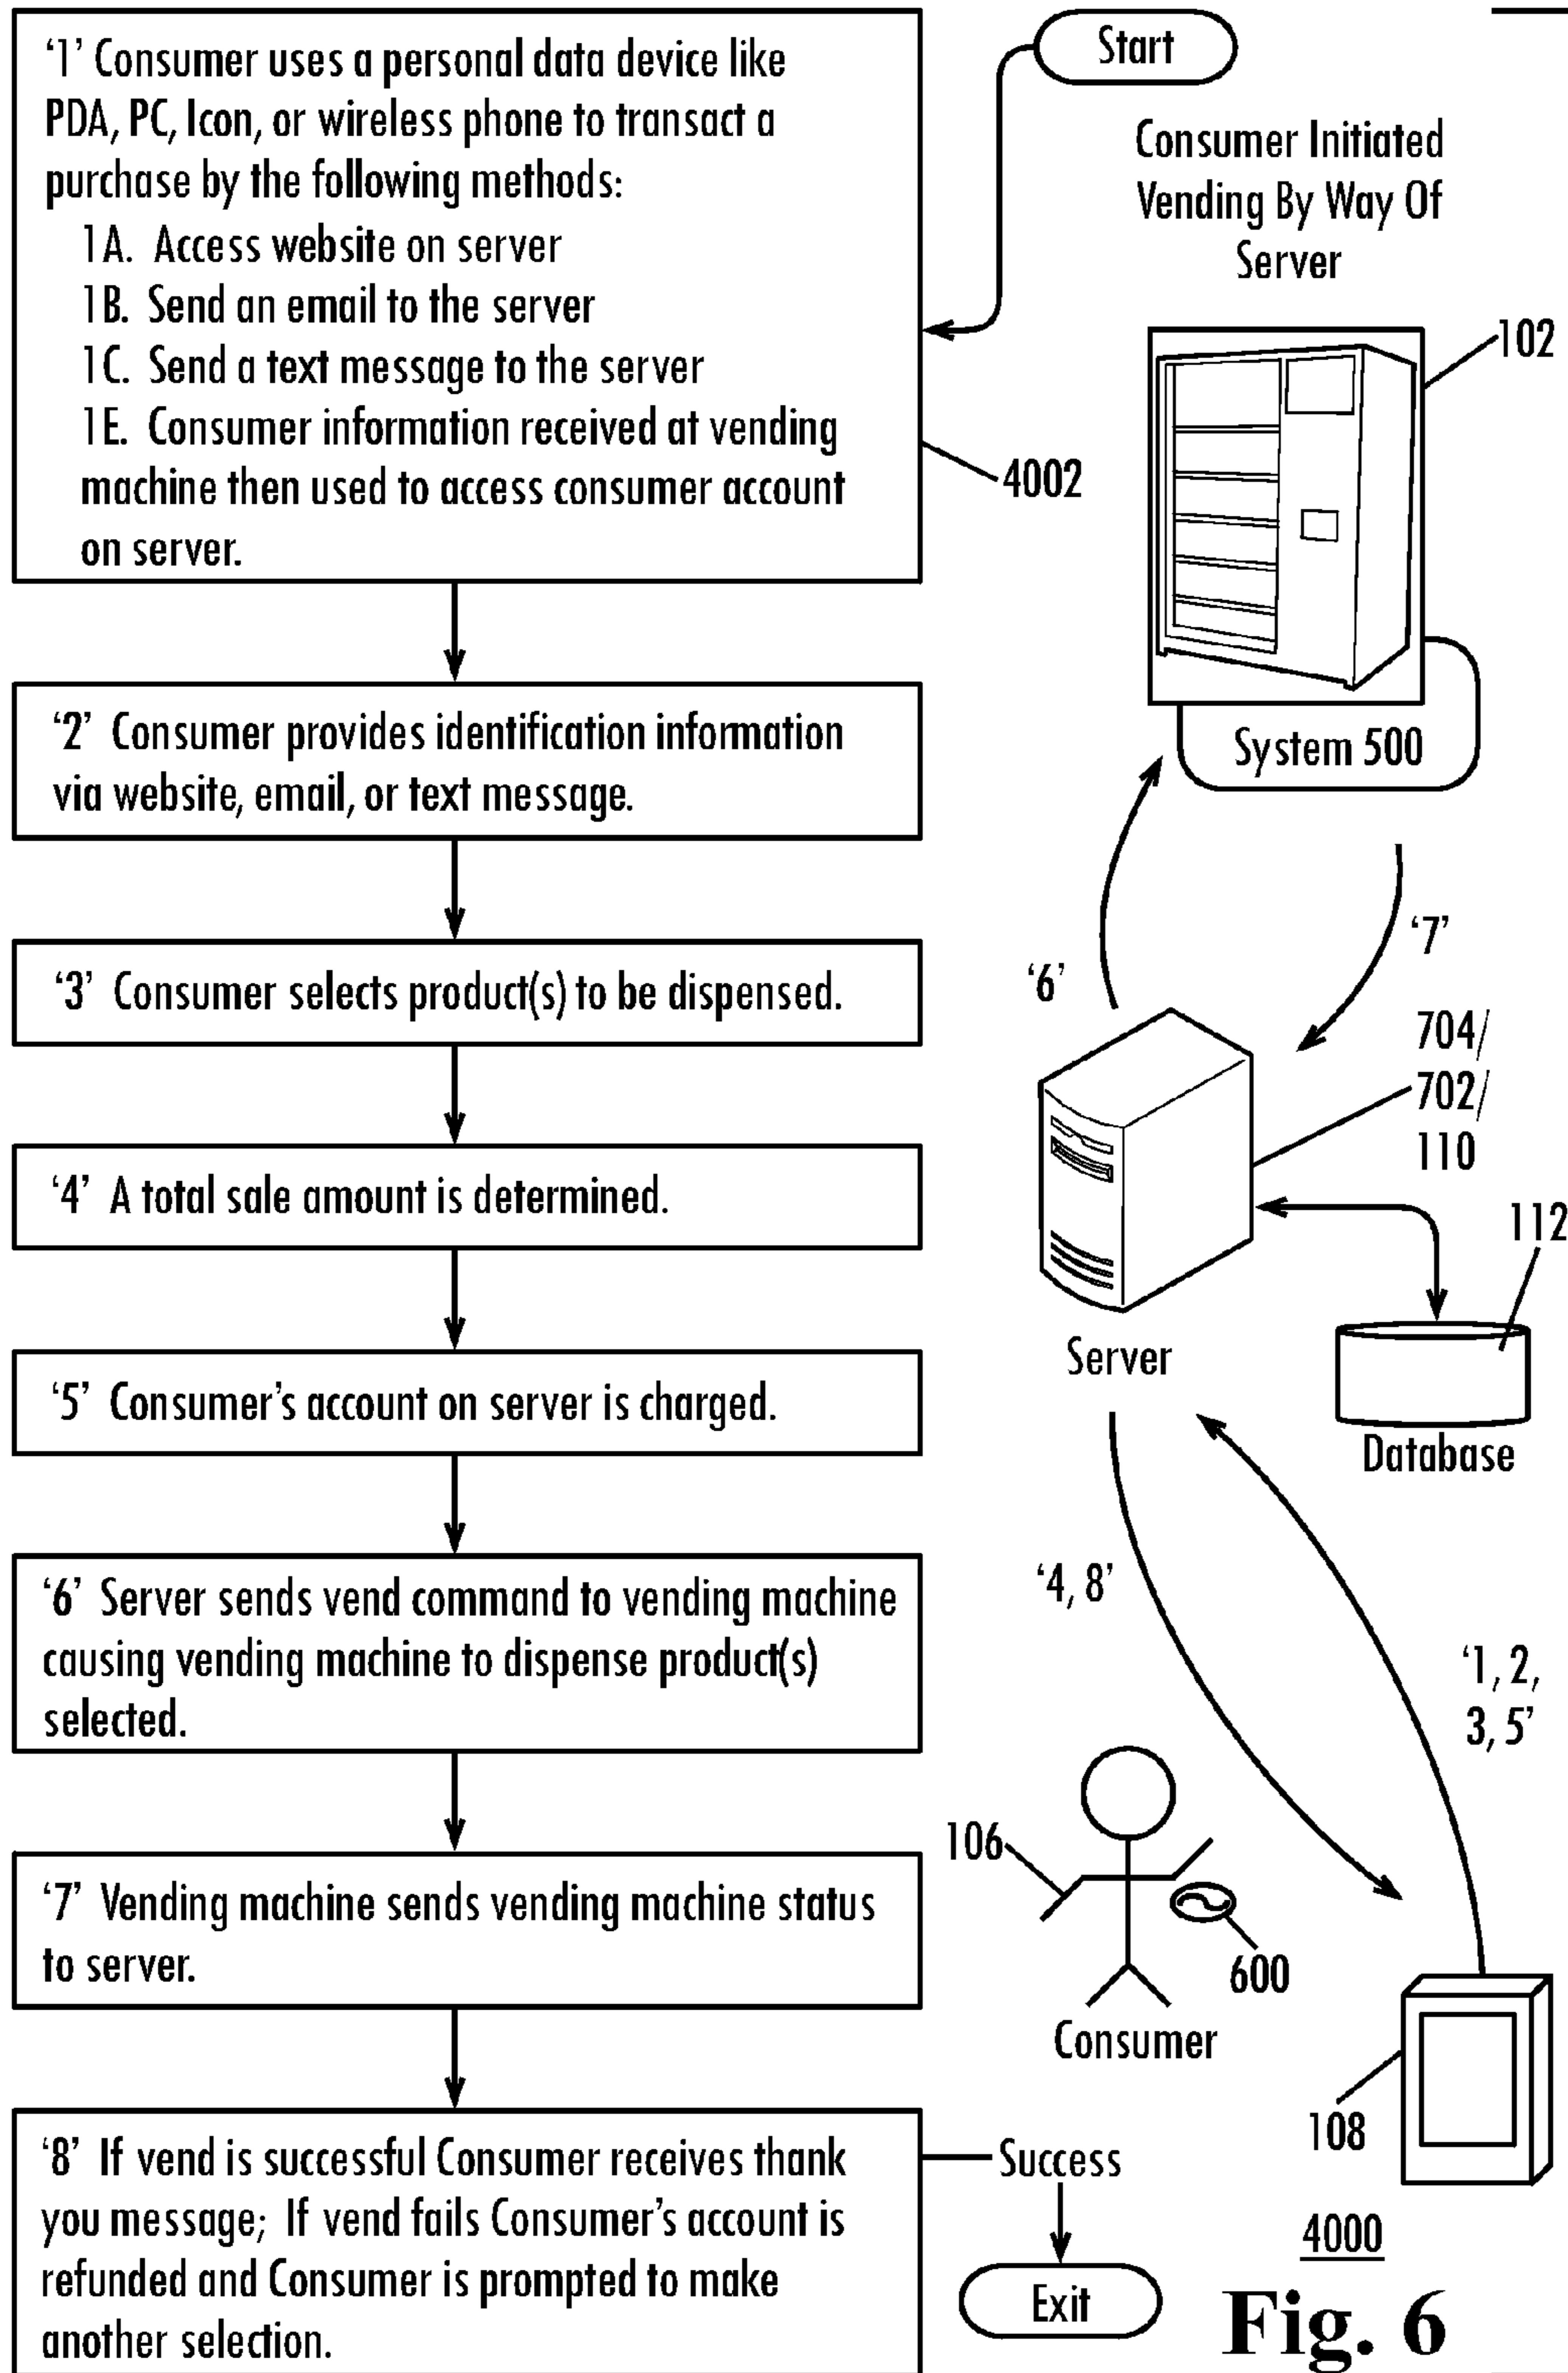 ‘1’ Consumer uses a personal data device like
PDA, PC, Icon, or wireless phone to transact a
purchase by the following methods:
1A. Access website on server
1B. Send an email to the server
1C. Send a text message to the server
1E. Consumer information received at vending
machine then used to access consumer account
on server.
4002
‘2’ Consumer provides identification information
via website, email, or text message.
‘3’ Consumer selects product(s) to be dispensed.
‘4’ A total sale amount is determined.
‘5’ Consumer’s account on server is charged.
‘6’ Server sends vend command to vending machine
causing vending machine to dispense product(s)
selected.
‘7’ Vending machine sends vending machine status
to server.
‘8’ If vend is successful Consumer receives thank
you message; If vend fails Consumer’s account is
refunded and Consumer is prompted to make
another selection.
Success
Exit
Start
Consumer Initiated
Vending By Way Of
Server
102
System 500
‘6’
‘7’
704/
702/
110
112
Server
Database
‘4, 8’
‘1, 2,
3, 5’
106
600
Consumer
108
4000
Fig. 6